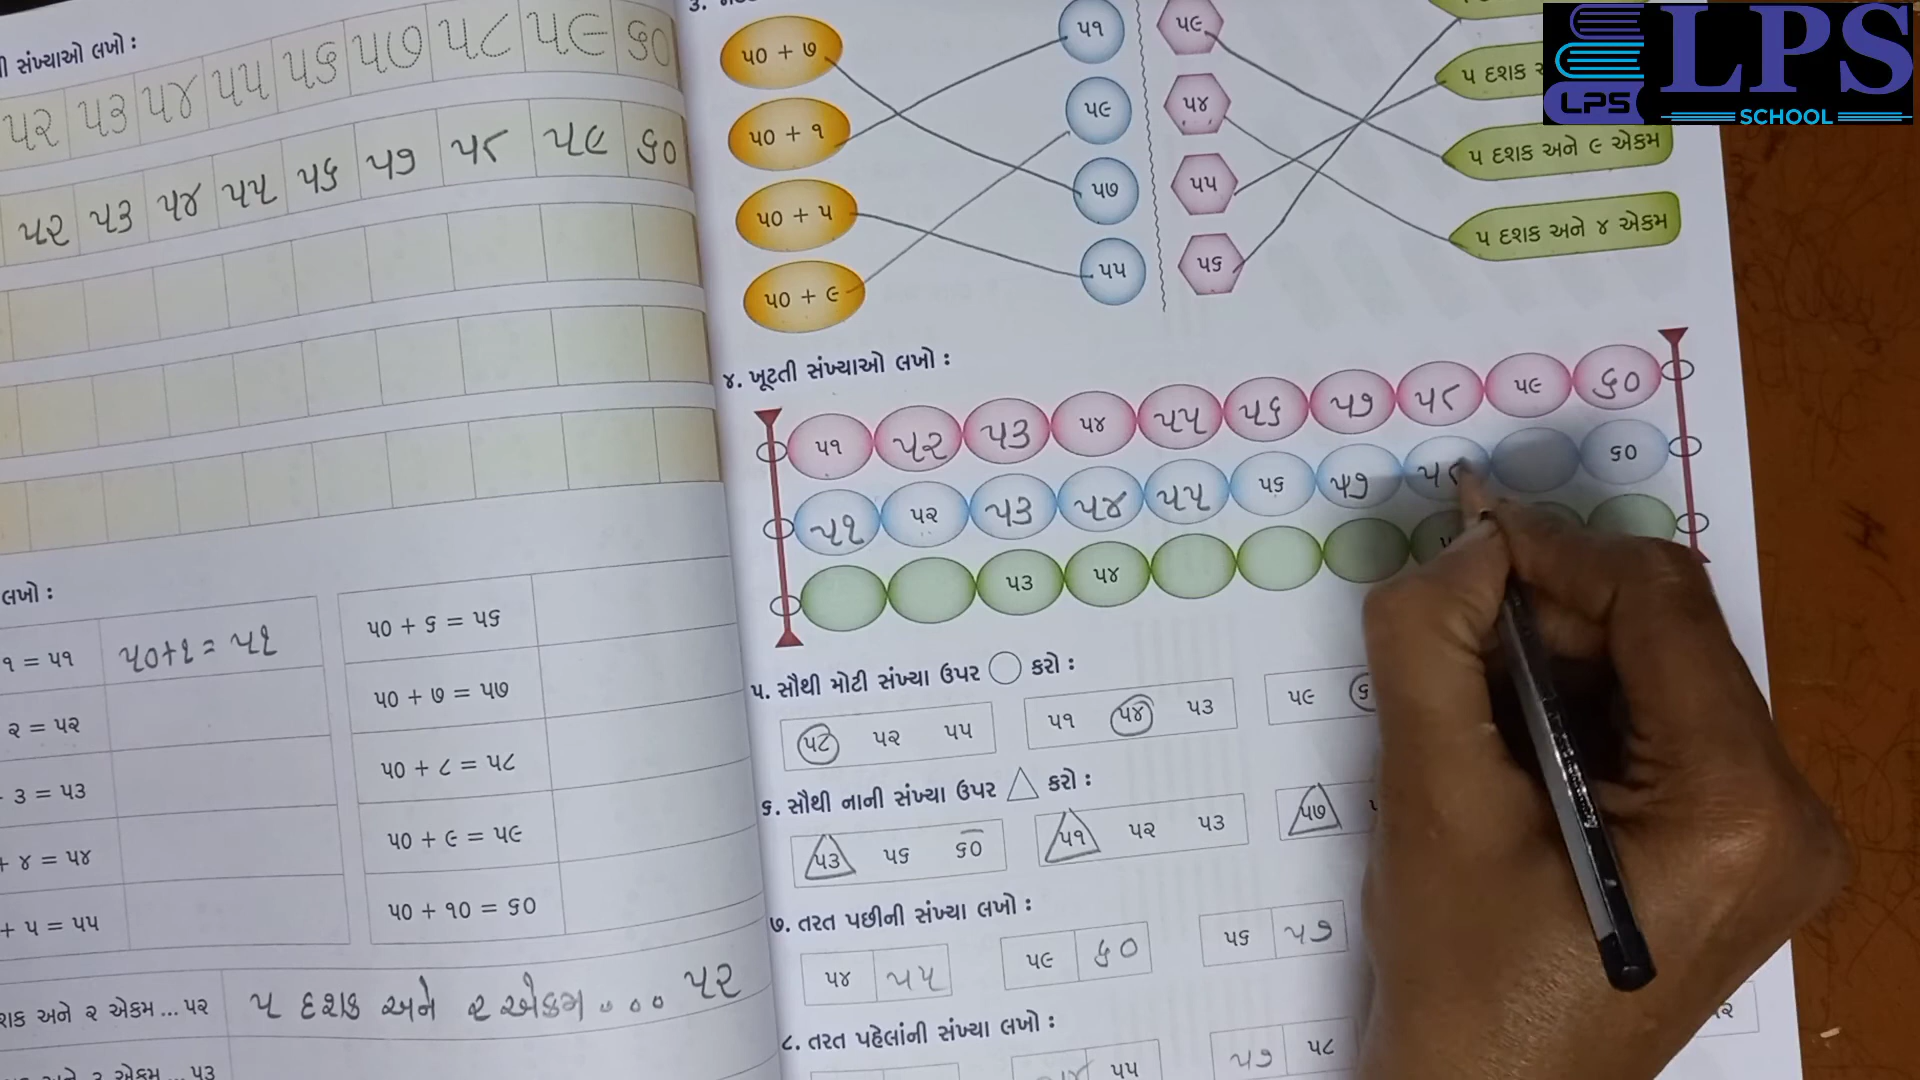 સંખ્યાઓ લખો :
૫૨ ૫૩ ૫૪ ૫૫ ૫૬ ૫૭ ૫૮ ૫૯ ૬૦
૫૨ ૫૩ ૫૪ ૫૫ ૫૬ ૫૭ ૫૮ ૫૯ ૬૦
લખો :
૧ = ૫૧ ૫૦+૧ = ૫૧
૨ = ૫૨
૩ = ૫૩
+ ૪ = ૫૪
+ ૫ = ૫૫
૫૦ + ૬ = ૫૬
૫૦ + ૭ = ૫૭
૫૦ + ૮ = ૫૮
૫૦ + ૯ = ૫૯
૫૦ + ૧૦ = ૬૦
અને ૨ એકમ ... ૫૨ ૫ દશક અને ૨ એકમ ... ૫૨
એકમ ... ૫૩
૩.
૫૦ + ૭ ૫૧
૫૦ + ૧ ૫૯
૫૦ + ૫ ૫૭
૫૦ + ૯ ૫૫
૫૯
૫૪ ૫ દશક
૫૫ ૫ દશક અને ૯ એકમ
૫૬ ૫ દશક અને ૪ એકમ
૪. ખૂટતી સંખ્યાઓ લખો :
૫૧ ૫૨ ૫૩ ૫૪ ૫૫ ૫૬ ૫૭ ૫૮ ૫૯ ૬૦
૫૧ ૫૨ ૫૩ ૫૪ ૫૫ ૫૬ ૫૭ ૫૮ ૬૦
૫૩ ૫૪
૫. સૌથી મોટી સંખ્યા ઉપર ◯ કરો :
૫૮ ૫૨ ૫૫ ૫૧ ૫૪ ૫૩ ૫૯
૬. સૌથી નાની સંખ્યા ઉપર △ કરો :
૫૩ ૫૬ ૬૦ ૫૧ ૫૨ ૫૩ ૫૭
૭. તરત પછીની સંખ્યા લખો :
૫૪ ૫૫ ૫૯ ૬૦ ૫૬ ૫૭
૮. તરત પહેલાંની સંખ્યા લખો :
૫૫ ૫૭ ૫૮
LPS
LPS
SCHOOL